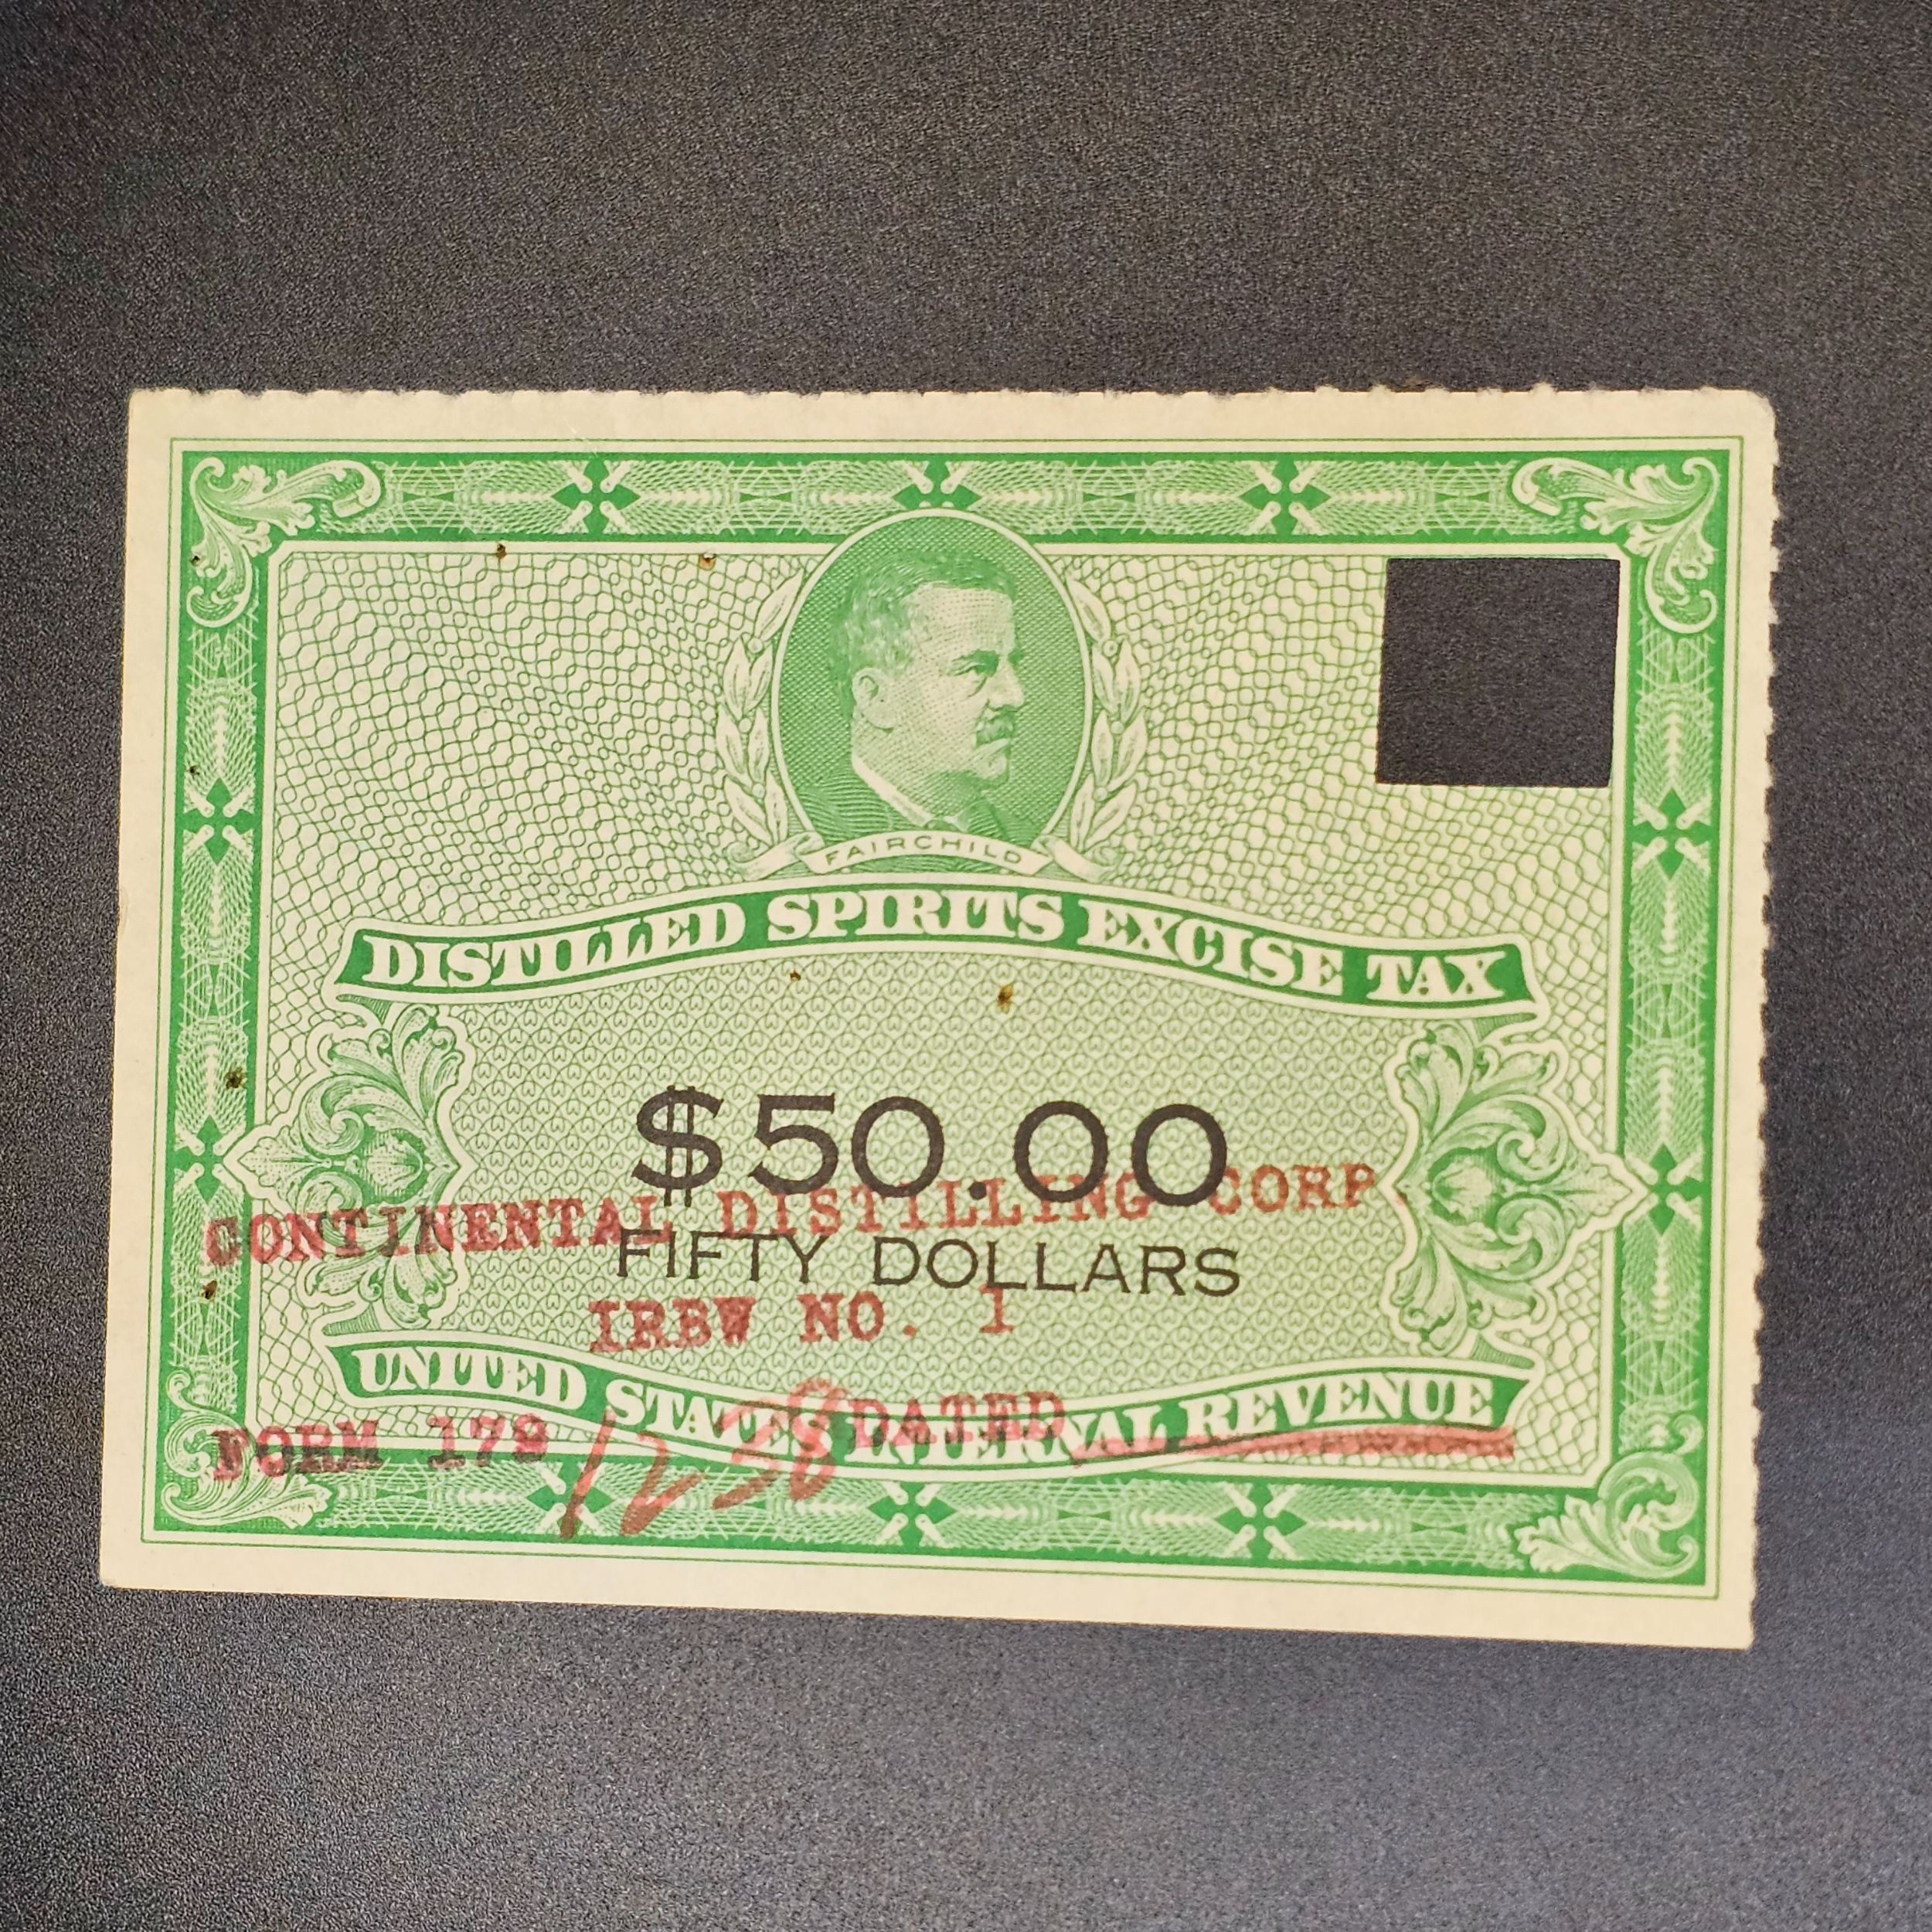 FAIRCHILD
DISTILLED SPIRITS EXCISE TAX
$50.00
CONTINENTAL DISTILLING CORP.
FIFTY DOLLARS
IRBW NO. 1
UNITED STATES INTERNAL REVENUE
FORM 179 DATED